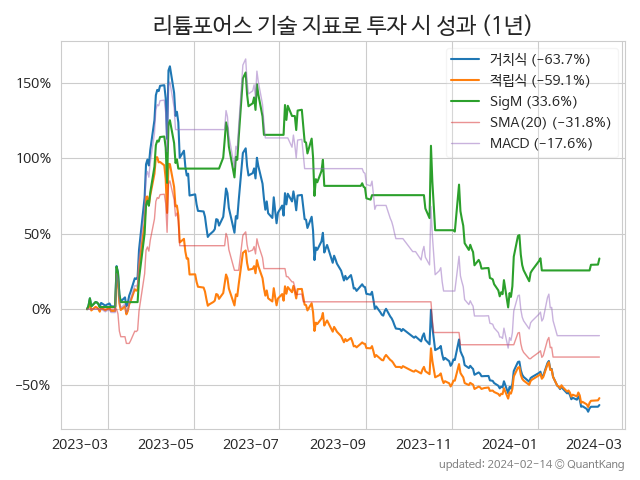 리튬포어스 기술 지표로 투자 시 성과 (1년)
거치식 (−63.7%)
적립식 (−59.1%)
SigM (33.6%)
SMA(20) (−31.8%)
MACD (−17.6%)
150%
100%
50%
0%
−50%
2023-03 2023-05 2023-07 2023-09 2023-11 2024-01 2024-03
updated: 2024-02-14 © QuantKang